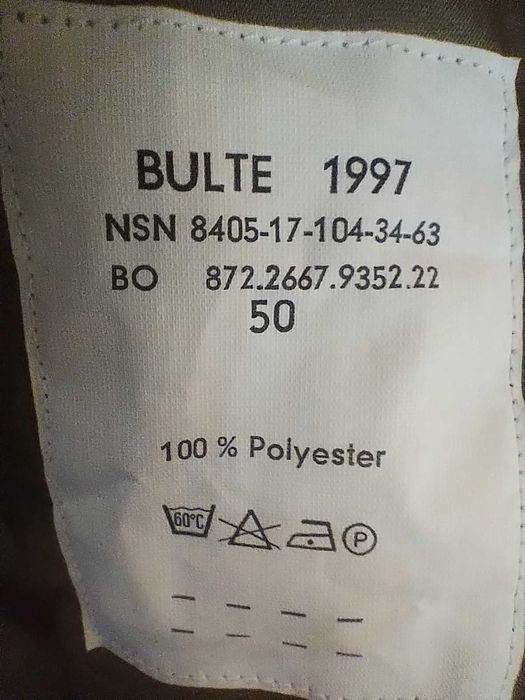 BULTE 1997
NSN 8405-17-104-34-63
BO 872.2667.9352.22
50
100 % Polyester
60°C P